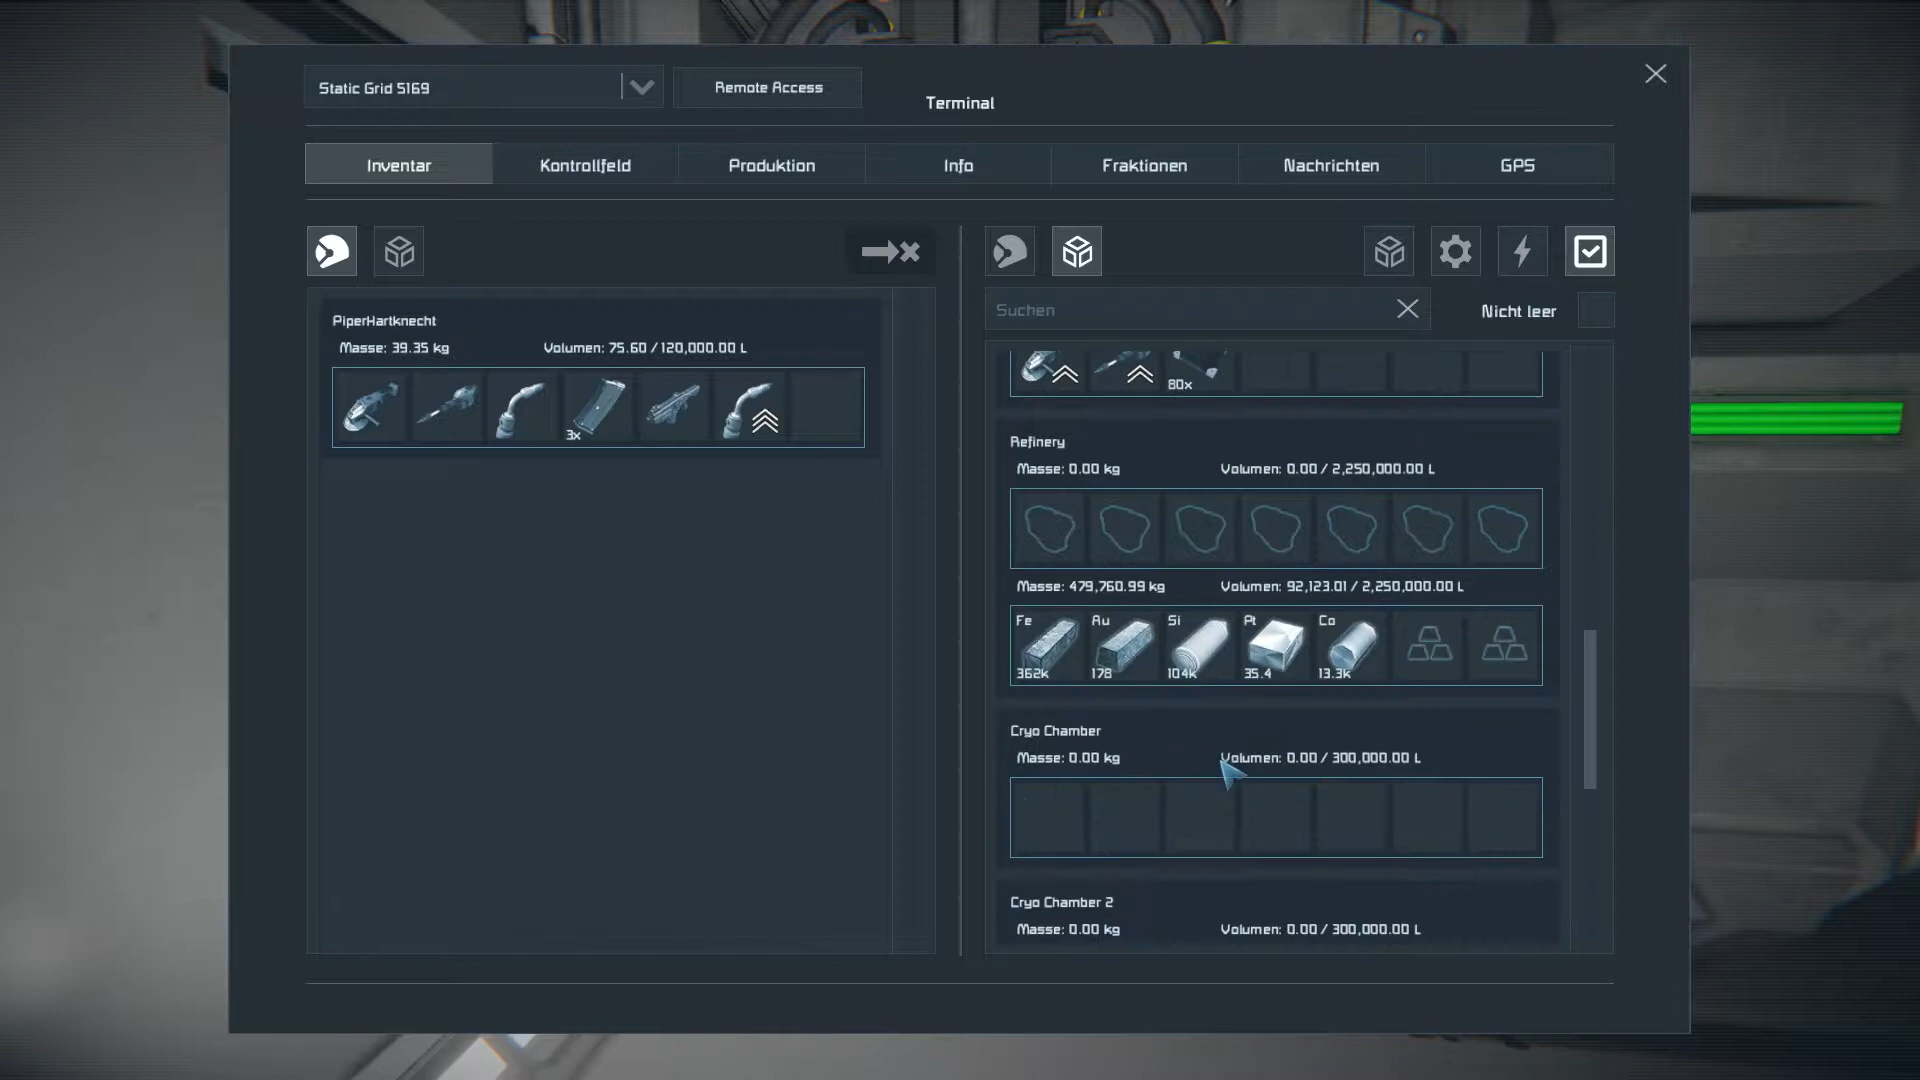 Static Grid 5169
Remote Access
Terminal
Inventar
Kontrollfeld
Produktion
Info
Fraktionen
Nachrichten
GPS
PiperHartknecht
Masse: 39.35 kg
Volumen: 75.60 / 120,000.00 L
3x
Suchen
Nicht leer
80x
Refinery
Masse: 0.00 kg
Volumen: 0.00 / 2,250,000.00 L
Masse: 479,760.99 kg
Volumen: 92,123.01 / 2,250,000.00 L
Fe
Au
Si
Pt
Co
362k
178
104k
35.4
13.3k
Cryo Chamber
Masse: 0.00 kg
Volumen: 0.00 / 300,000.00 L
Cryo Chamber 2
Masse: 0.00 kg
Volumen: 0.00 / 300,000.00 L